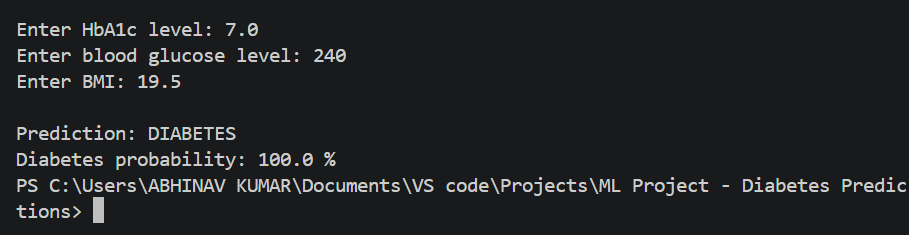 Enter HbA1c level: 7.0
Enter blood glucose level: 240
Enter BMI: 19.5
Prediction: DIABETES
Diabetes probability: 100.0 %
PS C:\Users\ABHINAV KUMAR\Documents\VS code\Projects\ML Project - Diabetes Predic
tions>